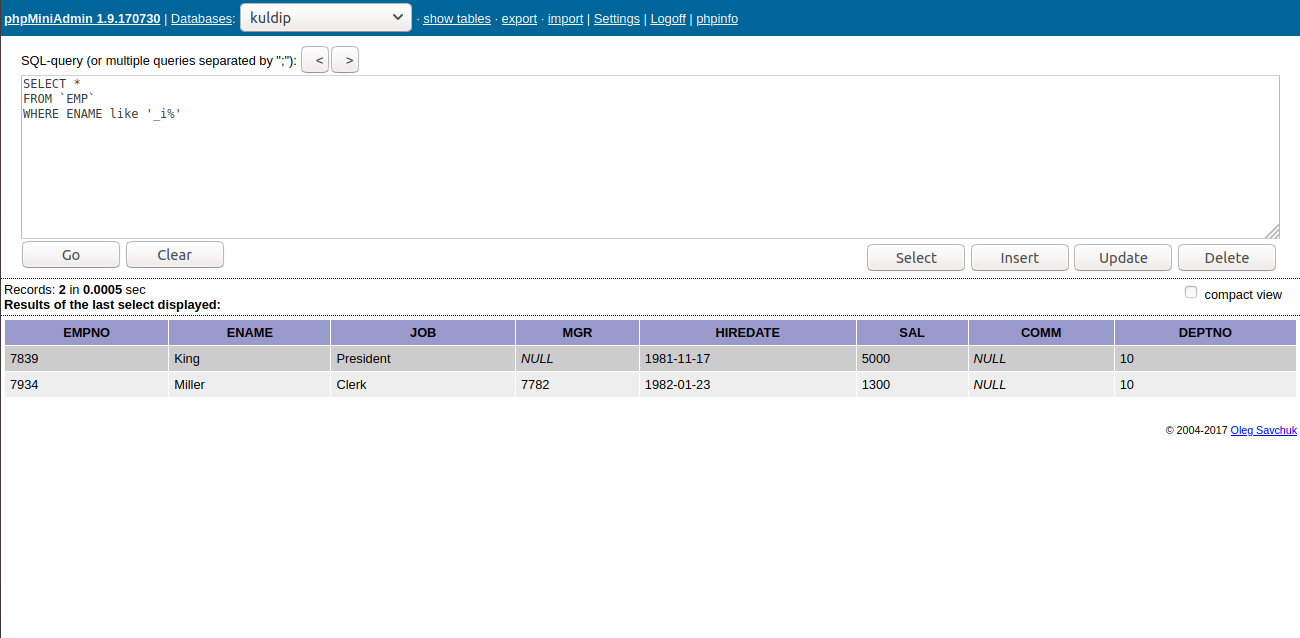 phpMiniAdmin 1.9.170730 | Databases: kuldip · show tables · export · import | Settings | Logoff | phpinfo
SQL-query (or multiple queries separated by ";"): < >
SELECT *
FROM `EMP`
WHERE ENAME like '_i%'
Go Clear Select Insert Update Delete
Records: 2 in 0.0005 sec
Results of the last select displayed:
compact view
EMPNO ENAME JOB MGR HIREDATE SAL COMM DEPTNO
7839 King President NULL 1981-11-17 5000 NULL 10
7934 Miller Clerk 7782 1982-01-23 1300 NULL 10
© 2004-2017 Oleg Savchuk